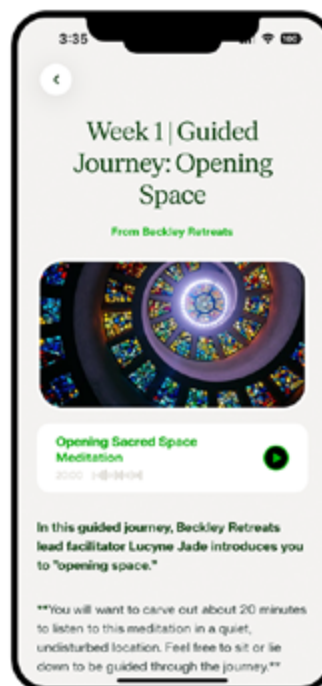 3:35
Week 1 | Guided
Journey: Opening
Space
From Beckley Retreats
Opening Sacred Space
Meditation
20:00
In this guided journey, Beckley Retreats
lead facilitator Lucyne Jade introduces you
to "opening space."
**You will want to carve out about 20 minutes
to listen to this meditation in a quiet,
undisturbed location. Feel free to sit or lie
down to be guided through the journey.**